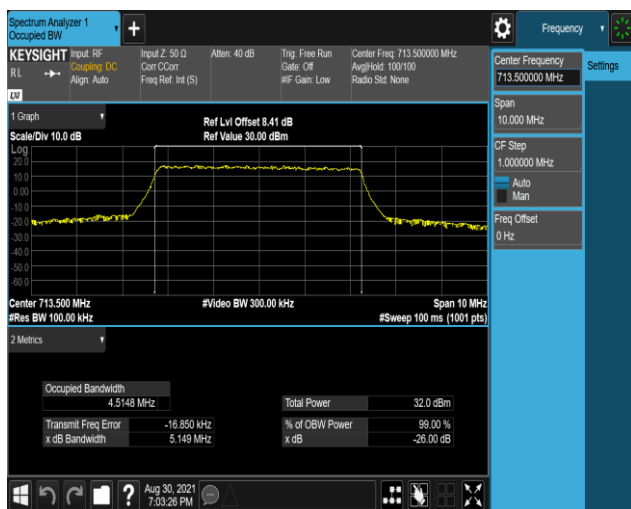 Spectrum Analyzer 1
Occupied BW
Frequency
KEYSIGHT Input: RF
Coupling: DC
Align: Auto
RL
LXI
Input Z: 50 Ω
Corr CCorr
Freq Ref: Int (S)
Atten: 40 dB
Trig: Free Run
Gate: Off
#IF Gain: Low
Center Freq: 713.500000 MHz
Avg|Hold: 100/100
Radio Std: None
Center Frequency
713.500000 MHz
Settings
Span
10.000 MHz
CF Step
1.000000 MHz
Auto
Man
Freq Offset
0 Hz
1 Graph
Scale/Div 10.0 dB
Ref Lvl Offset 8.41 dB
Ref Value 30.00 dBm
Log
20.0
10.0
0.00
-10.0
-20.0
-30.0
-40.0
-50.0
-60.0
Center 713.500 MHz
#Video BW 300.00 kHz
Span 10 MHz
#Res BW 100.00 kHz
#Sweep 100 ms (1001 pts)
2 Metrics
Occupied Bandwidth
4.5148 MHz
Total Power 32.0 dBm
Transmit Freq Error -16.850 kHz
% of OBW Power 99.00 %
x dB Bandwidth 5.149 MHz
x dB -26.00 dB
?
Aug 30, 2021
7:03:26 PM